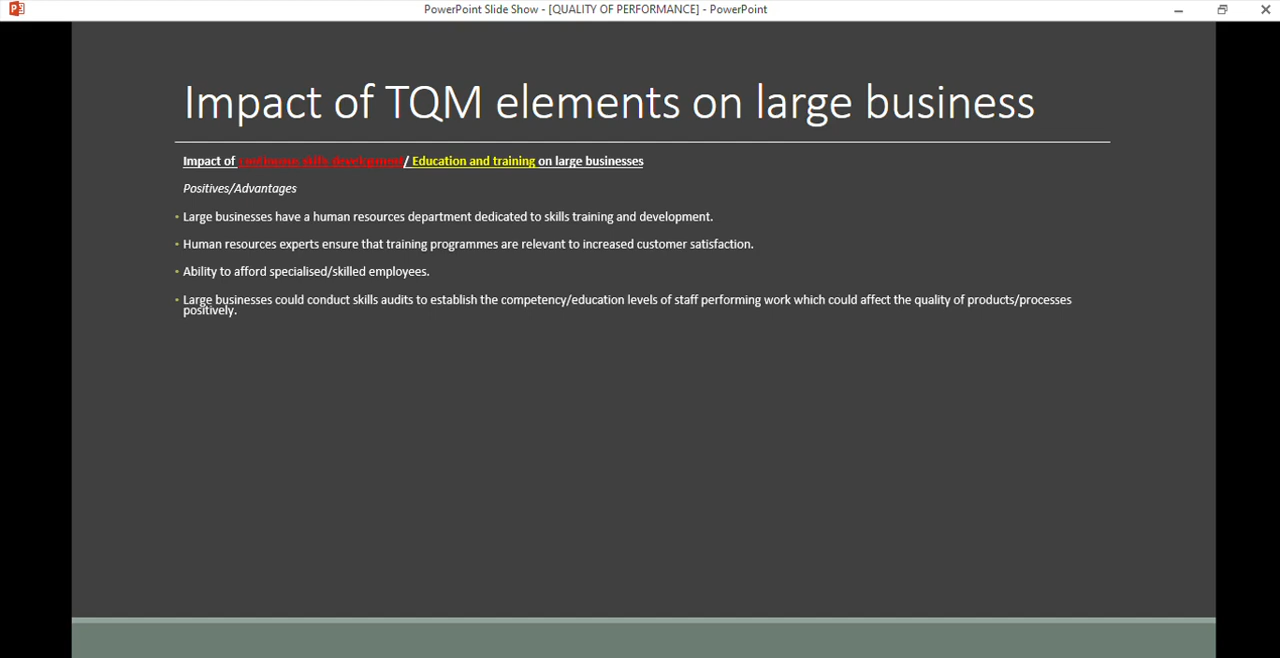 PowerPoint Slide Show - [QUALITY OF PERFORMANCE] - PowerPoint
Impact of TQM elements on large business
Impact of continuous skills development/ Education and training on large businesses
Positives/Advantages
• Large businesses have a human resources department dedicated to skills training and development.
• Human resources experts ensure that training programmes are relevant to increased customer satisfaction.
• Ability to afford specialised/skilled employees.
• Large businesses could conduct skills audits to establish the competency/education levels of staff performing work which could affect the quality of products/processes
positively.